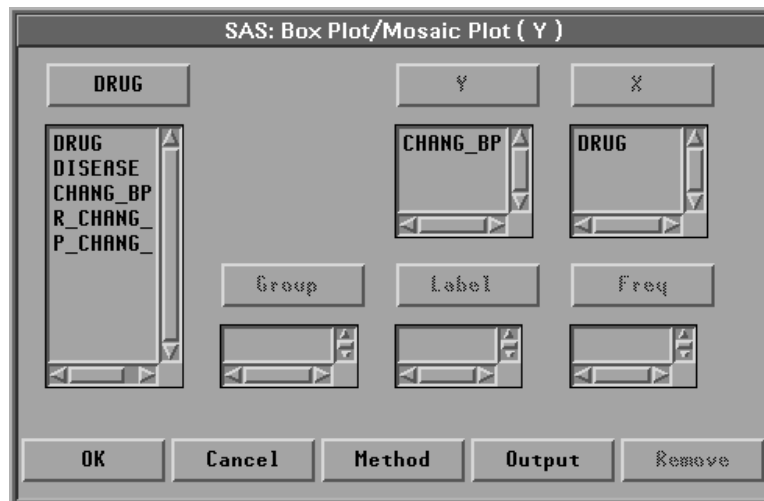 SAS: Box Plot/Mosaic Plot ( Y )
DRUG
Y
X
DRUG
DISEASE
CHANG_BP
R_CHANG_
P_CHANG_
CHANG_BP
DRUG
Group
Label
Freq
OK
Cancel
Method
Output
Remove